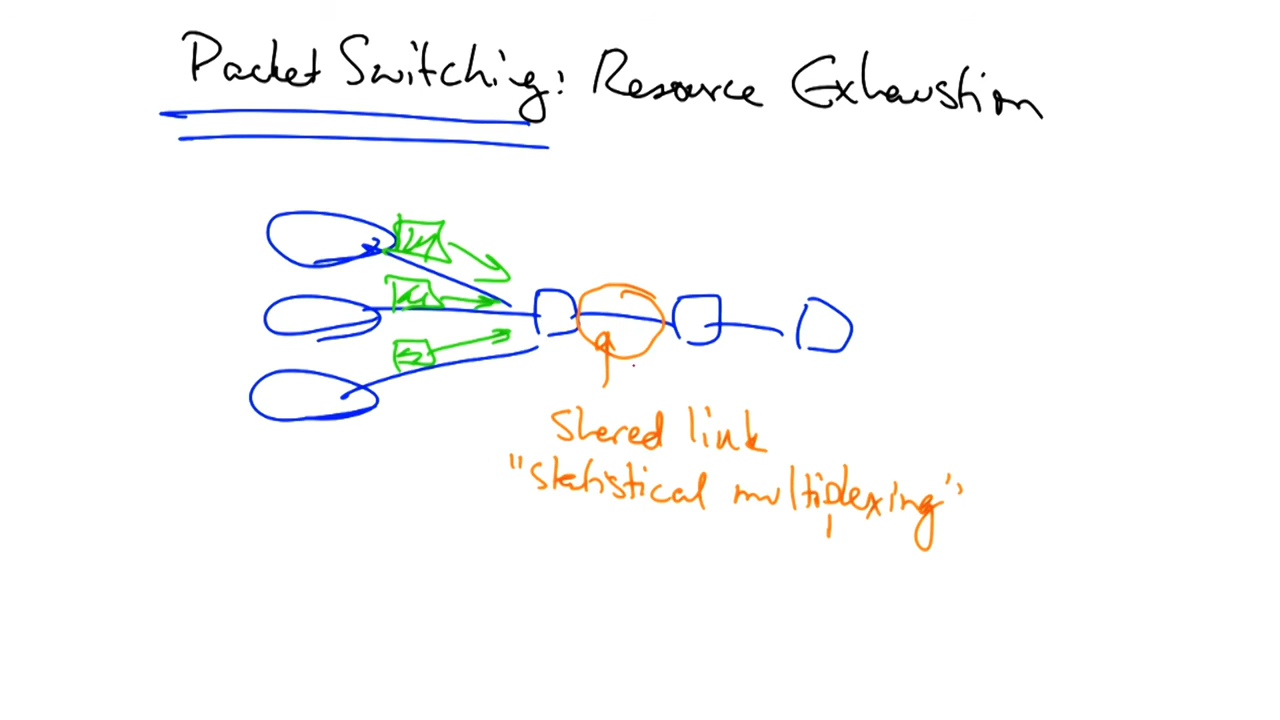 Packet Switching: Resource Exhaustion
Shared link
"statistical multiplexing"